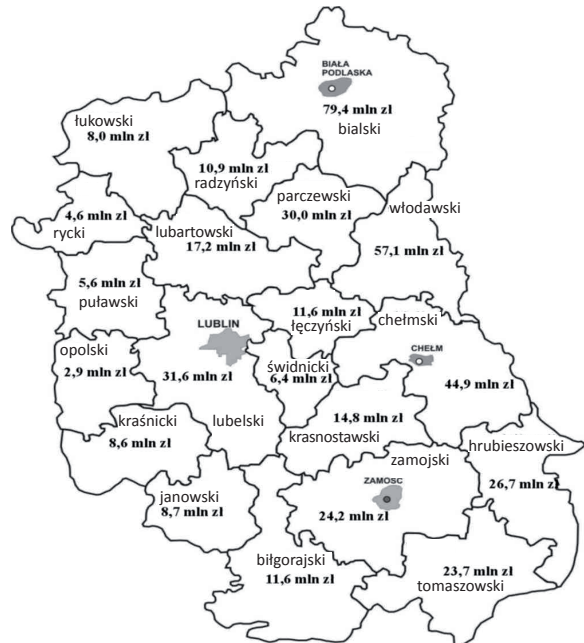 BIAŁA
PODLASKA
79,4 mln zł
bialski
łukowski
8,0 mln zł
10,9 mln zł
radzyński
parczewski
30,0 mln zł
włodawski
57,1 mln zł
4,6 mln zł
rycki
lubartowski
17,2 mln zł
5,6 mln zł
puławski
11,6 mln zł
łęczyński
chełmski
LUBLIN
CHEŁM
44,9 mln zł
opolski
2,9 mln zł
31,6 mln zł
lubelski
świdnicki
6,4 mln zł
kraśnicki
8,6 mln zł
14,8 mln zł
krasnostawski
zamojski
hrubieszowski
26,7 mln zł
janowski
8,7 mln zł
ZAMOSC
24,2 mln zł
biłgorajski
11,6 mln zł
23,7 mln zł
tomaszowski